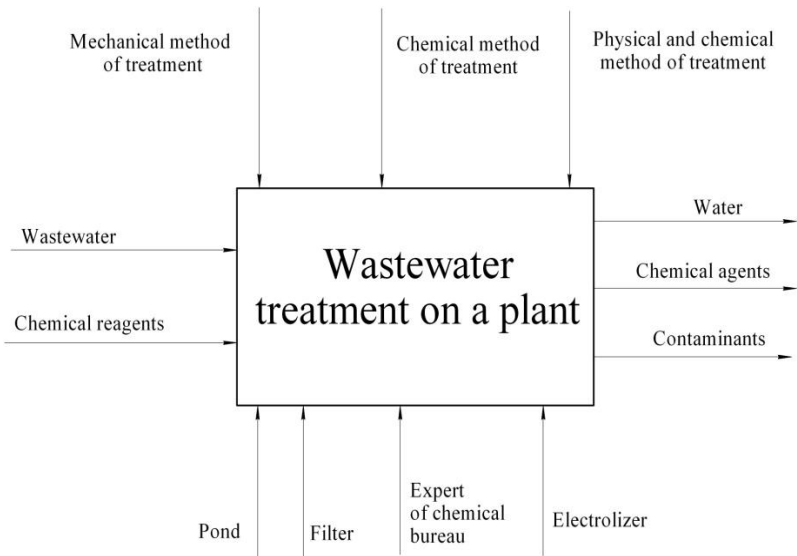 Mechanical method
of treatment
Chemical method
of treatment
Physical and chemical
method of treatment
Wastewater
Chemical reagents
Wastewater
treatment on a plant
Water
Chemical agents
Contaminants
Pond
Filter
Expert
of chemical
bureau
Electrolizer